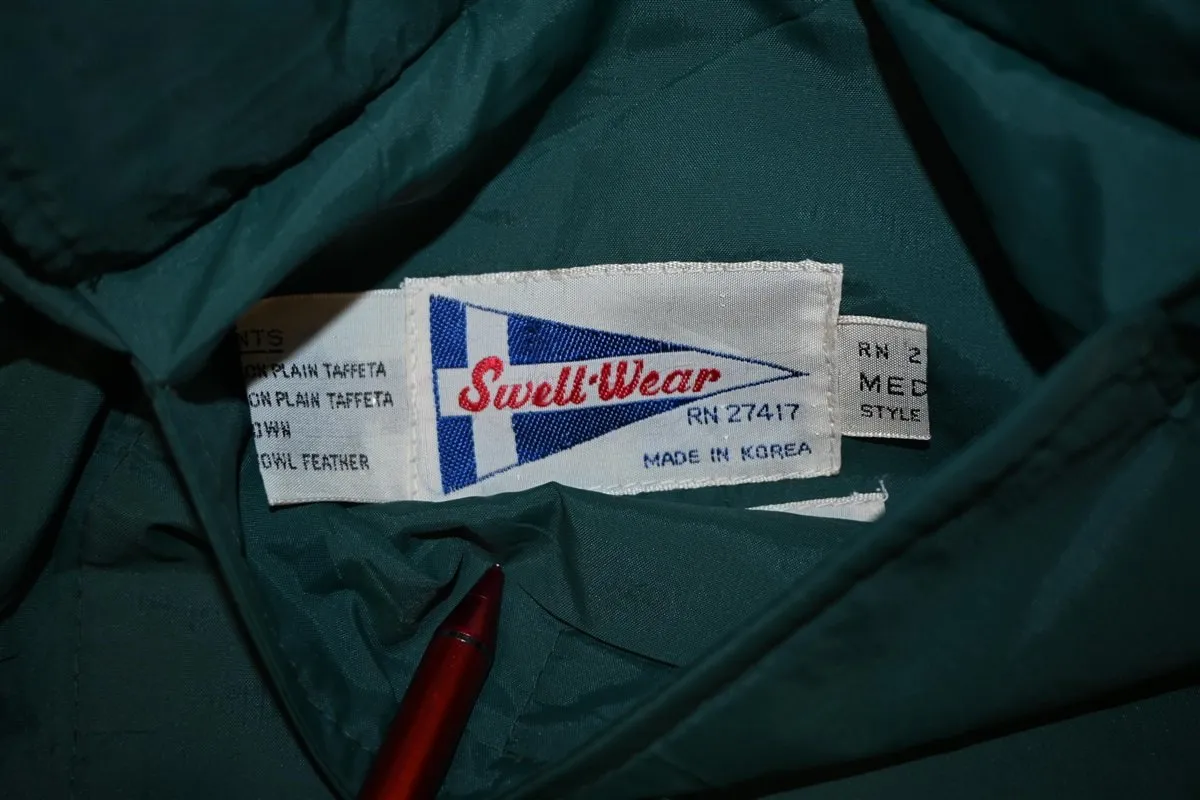 NTS
ON PLAIN TAFFETA
ON PLAIN TAFFETA
OWN
OWL FEATHER
Swell-Wear
RN 27417
MADE IN KOREA
RN 2
MED
STYLE